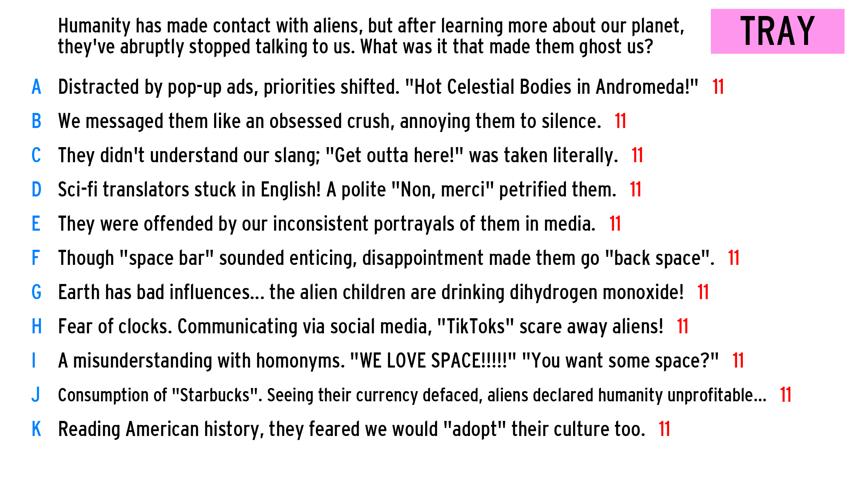 Humanity has made contact with aliens, but after learning more about our planet,
they've abruptly stopped talking to us. What was it that made them ghost us?
TRAY
A Distracted by pop-up ads, priorities shifted. "Hot Celestial Bodies in Andromeda!" 11
B We messaged them like an obsessed crush, annoying them to silence. 11
C They didn't understand our slang; "Get outta here!" was taken literally. 11
D Sci-fi translators stuck in English! A polite "Non, merci" petrified them. 11
E They were offended by our inconsistent portrayals of them in media. 11
F Though "space bar" sounded enticing, disappointment made them go "back space". 11
G Earth has bad influences... the alien children are drinking dihydrogen monoxide! 11
H Fear of clocks. Communicating via social media, "TikToks" scare away aliens! 11
I A misunderstanding with homonyms. "WE LOVE SPACE!!!!!" "You want some space?" 11
J Consumption of "Starbucks". Seeing their currency defaced, aliens declared humanity unprofitable... 11
K Reading American history, they feared we would "adopt" their culture too. 11